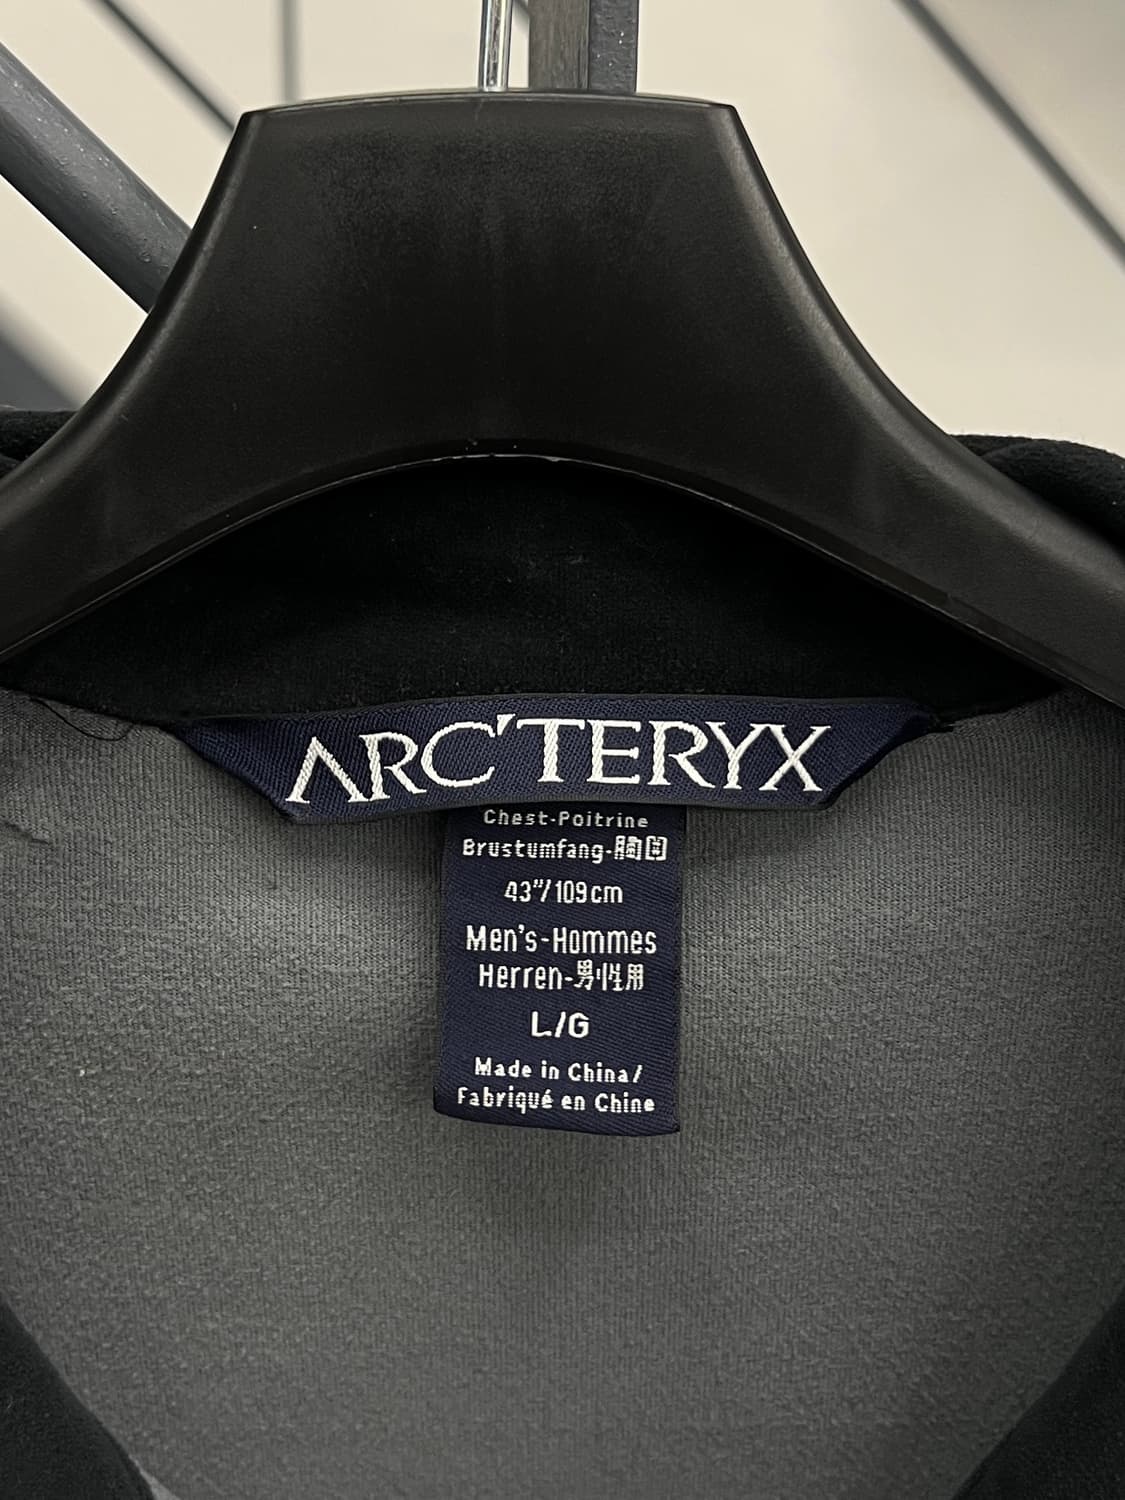 ARC'TERYX
Chest-Poitrine
Brustumfang-胸囲
43"/109cm
Men's-Hommes
Herren-男性用
L/G
Made in China/
Fabriqué en Chine